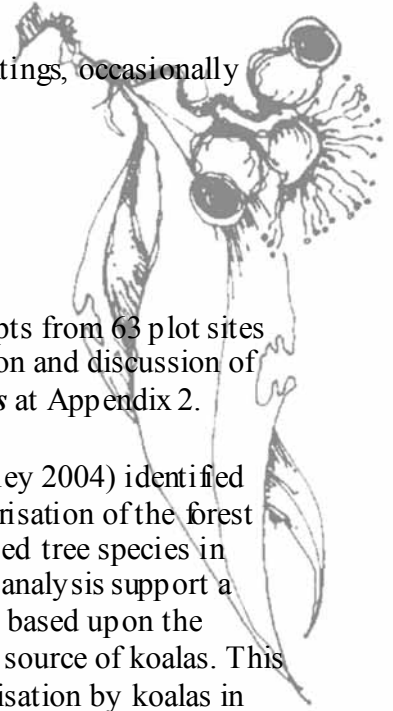 tings, occasionally
pts from 63 plot sites
on and discussion of
s at Appendix 2.
ley 2004) identified
risation of the forest
ed tree species in
analysis support a
based upon the
source of koalas. This
isation by koalas in